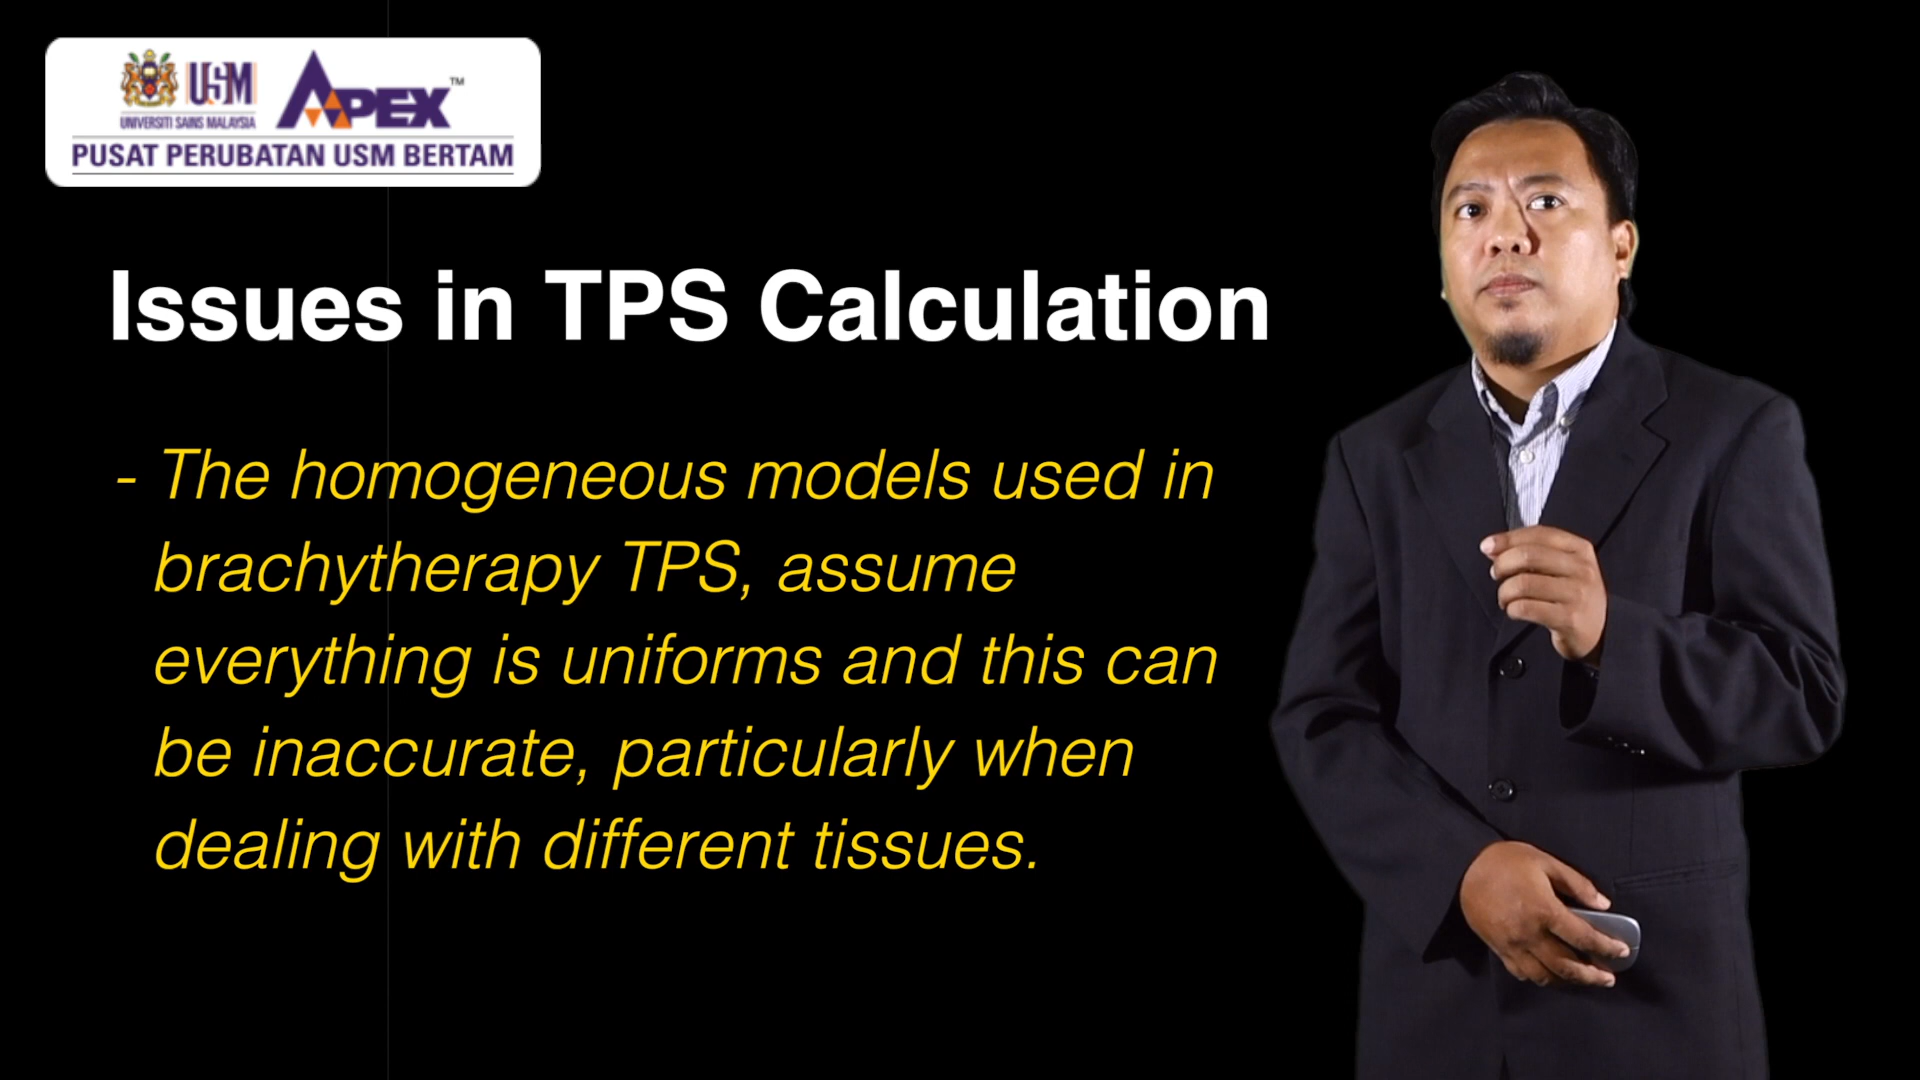 USM APEX™
UNIVERSITI SAINS MALAYSIA
PUSAT PERUBATAN USM BERTAM
Issues in TPS Calculation
- The homogeneous models used in
brachytherapy TPS, assume
everything is uniforms and this can
be inaccurate, particularly when
dealing with different tissues.